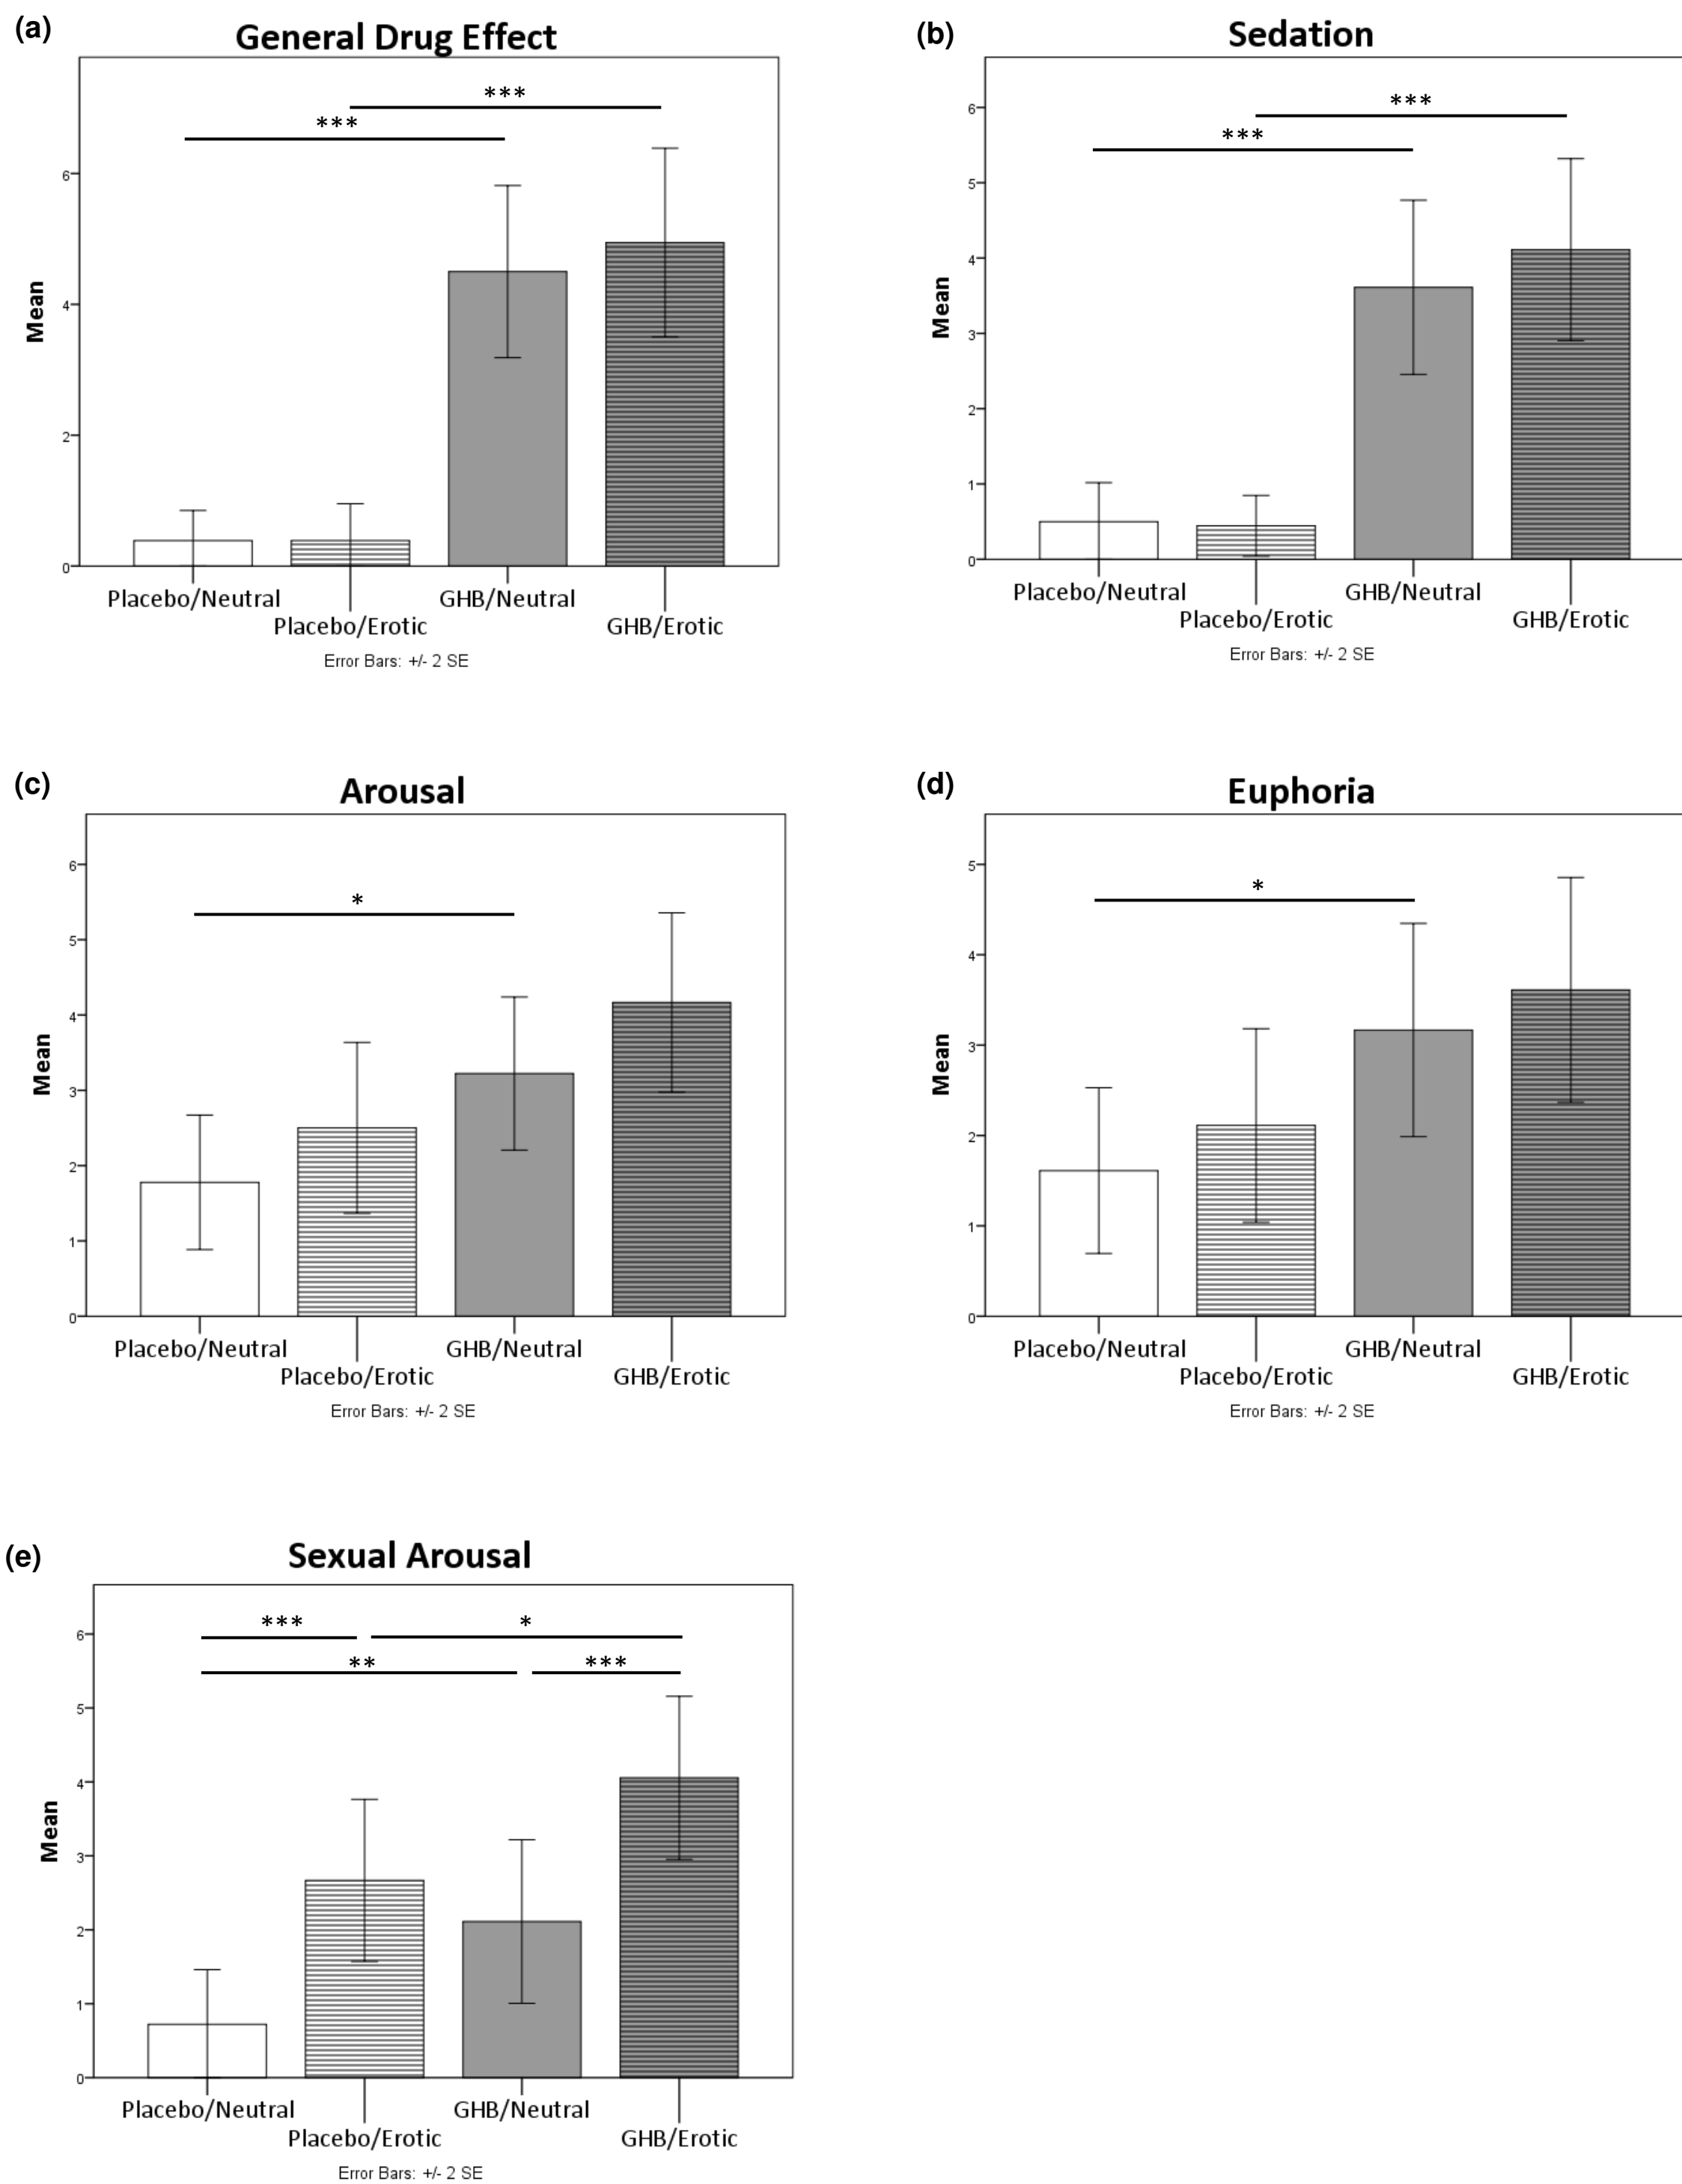 (a)
General Drug Effect
***
***
6
4
2
0
Mean
Placebo/Neutral
Placebo/Erotic
GHB/Neutral
GHB/Erotic
Error Bars: +/- 2 SE
(b)
Sedation
***
***
6
5
4
3
2
1
0
Mean
Placebo/Neutral
Placebo/Erotic
GHB/Neutral
GHB/Erotic
Error Bars: +/- 2 SE
(c)
Arousal
*
6
5
4
3
2
1
0
Mean
Placebo/Neutral
Placebo/Erotic
GHB/Neutral
GHB/Erotic
Error Bars: +/- 2 SE
(d)
Euphoria
*
5
4
3
2
1
0
Mean
Placebo/Neutral
Placebo/Erotic
GHB/Neutral
GHB/Erotic
Error Bars: +/- 2 SE
(e)
Sexual Arousal
*** *
** ***
6
5
4
3
2
1
0
Mean
Placebo/Neutral
Placebo/Erotic
GHB/Neutral
GHB/Erotic
Error Bars: +/- 2 SE